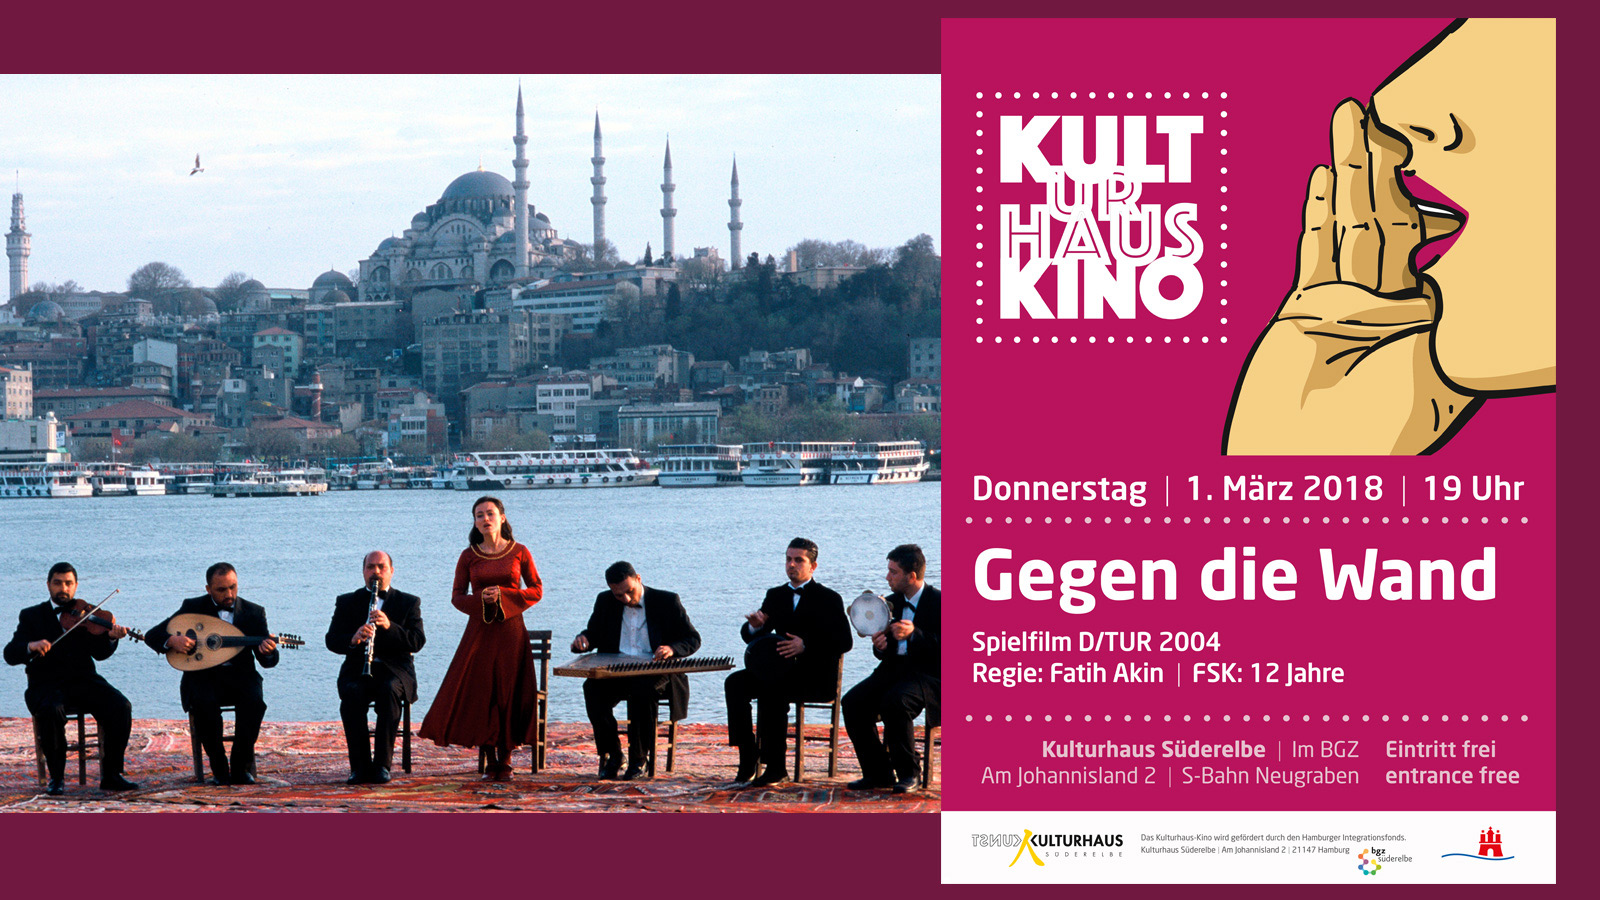 KULT
UR
HAUS
KINO
Donnerstag | 1. März 2018 | 19 Uhr
Gegen die Wand
Spielfilm D/TUR 2004
Regie: Fatih Akin | FSK: 12 Jahre
Kulturhaus Süderelbe | Im BGZ
Am Johannisland 2 | S-Bahn Neugraben
Eintritt frei
entrance free
KUNST KULTURHAUS
SÜDERELBE
Das Kulturhaus-Kino wird gefördert durch den Hamburger Integrationsfonds.
Kulturhaus Süderelbe | Am Johannisland 2 | 21147 Hamburg
bgz
süderelbe